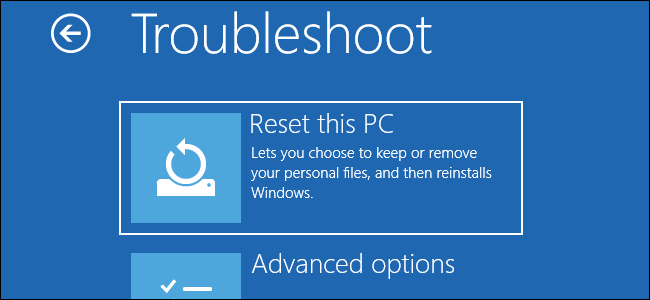 Troubleshoot
Reset this PC
Lets you choose to keep or remove
your personal files, and then reinstalls
Windows.
Advanced options